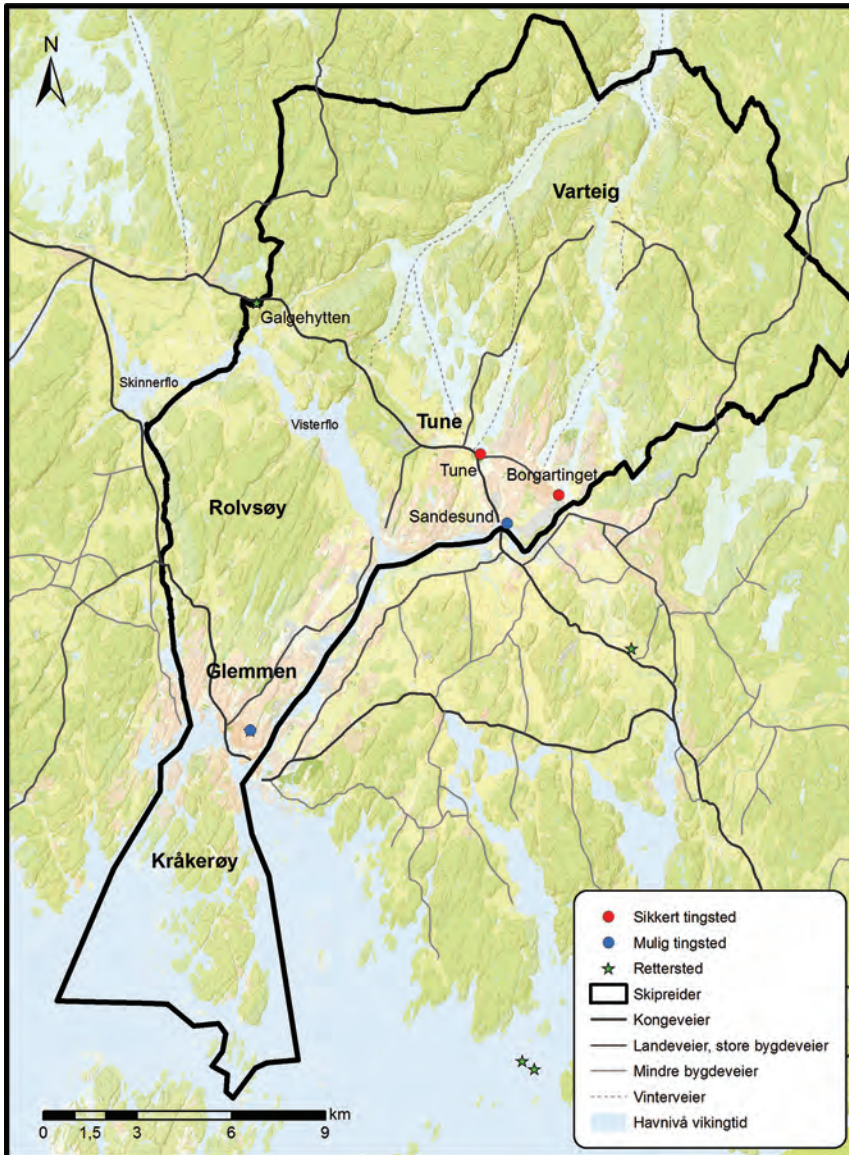 N
Varteig
Galgehytten
Skinnerflo
Visterflo
Tune
Tune
Borgartinget
Rolvsøy
Sandesund
Glemmen
Kråkerøy
Sikkert tingsted
Mulig tingsted
Rettersted
Skipreider
Kongeveier
Landeveier, store bygdeveier
Mindre bygdeveier
Vinterveier
Havnivå vikingtid
km
0 1,5 3 6 9